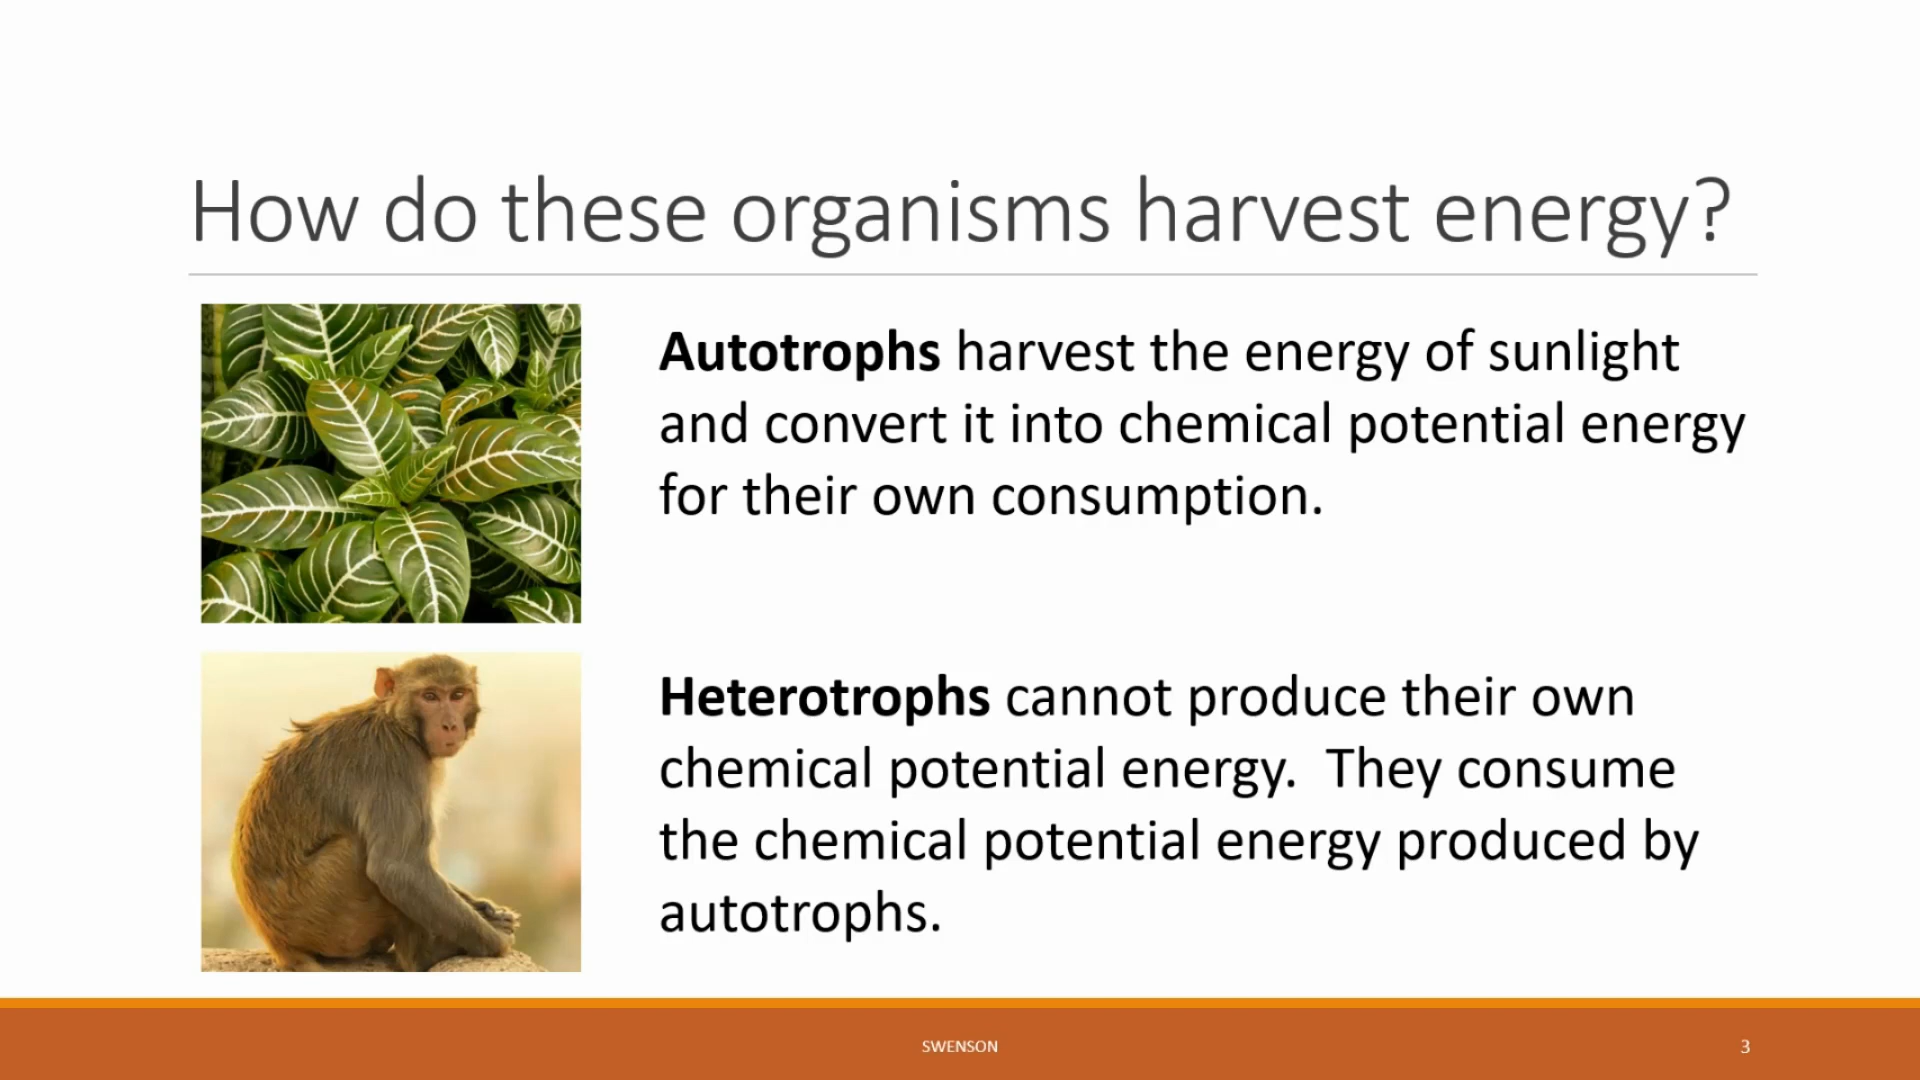 How do these organisms harvest energy?
Autotrophs harvest the energy of sunlight
and convert it into chemical potential energy
for their own consumption.
Heterotrophs cannot produce their own
chemical potential energy.  They consume
the chemical potential energy produced by
autotrophs.
SWENSON
3